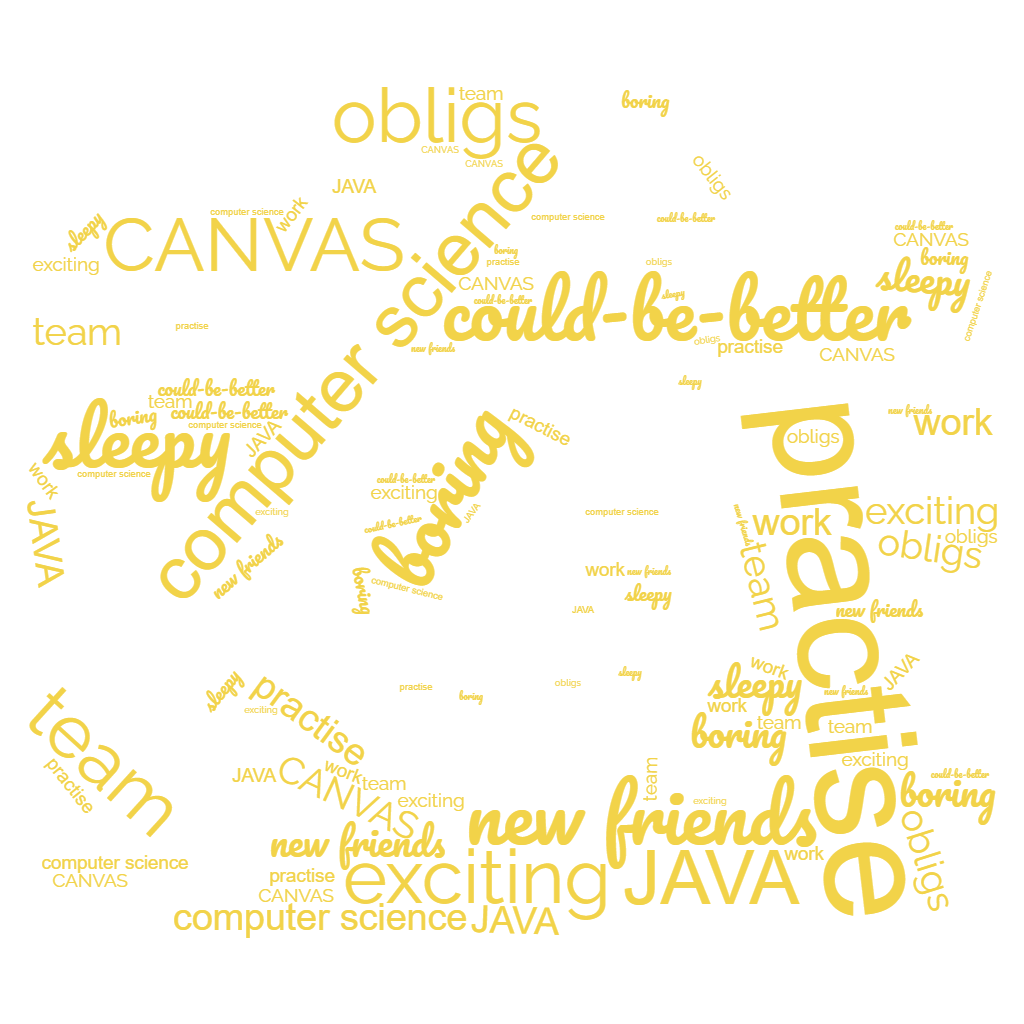 team
obligs
boring
CANVAS
CANVAS
obligs
JAVA
work
computer science
computer science
could-be-better
sleepy
CANVAS
could-be-better
CANVAS
exciting
computer science
boring
practise
obligs
boring
sleepy
CANVAS
could-be-better
sleepy
could-be-better
computer science
team
practise
new friends
obligs
practise
CANVAS
could-be-better
sleepy
team
could-be-better
boring
computer science
sleepy
JAVA
computer science
work
JAVA
boring
practise
could-be-better
exciting
could-be-better
JAVA
exciting
new friends
boring
computer science
computer science
work
new friends
sleepy
JAVA
practise
obligs
new friends
work
new friends
work
team
exciting
obligs
obligs
new friends
JAVA
work
sleepy
new friends
work
team
team
boring
exciting
could-be-better
boring
obligs
practise
boring
obligs
sleepy
team
practise
sleepy
practise
exciting
JAVA
CANVAS
work
team
exciting
team
exciting
new friends
new friends
computer science
CANVAS
practise
CANVAS
exciting
JAVA
work
computer science
JAVA